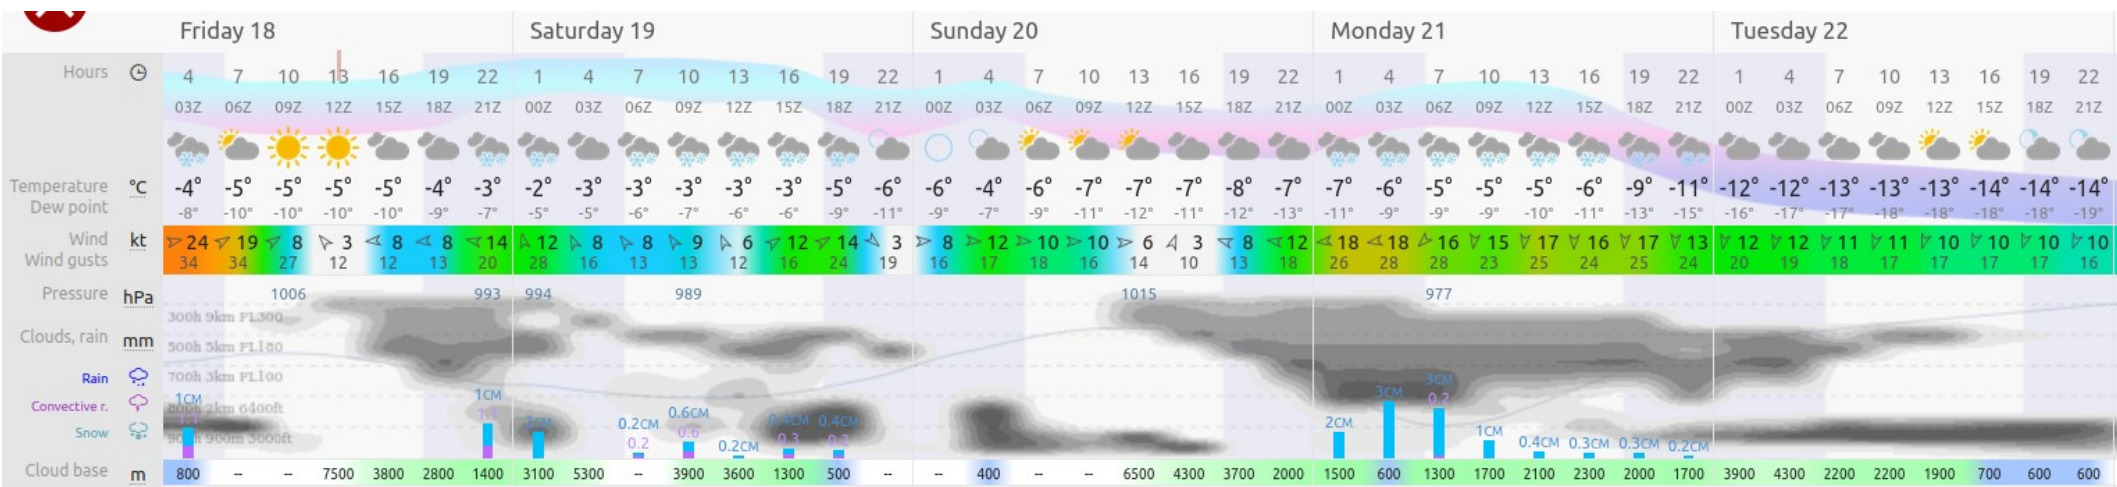 Friday 18 Saturday 19 Sunday 20 Monday 21 Tuesday 22
Hours 4 7 10 13 16 19 22 1 4 7 10 13 16 19 22 1 4 7 10 13 16 19 22 1 4 7 10 13 16 19 22 1 4 7 10 13 16 19 22
03Z 06Z 09Z 12Z 15Z 18Z 21Z 00Z 03Z 06Z 09Z 12Z 15Z 18Z 21Z 00Z 03Z 06Z 09Z 12Z 15Z 18Z 21Z 00Z 03Z 06Z 09Z 12Z 15Z 18Z 21Z 00Z 03Z 06Z 09Z 12Z 15Z 18Z 21Z
Temperature °C -4° -5° -5° -5° -5° -4° -3° -2° -3° -3° -3° -3° -3° -5° -6° -6° -4° -6° -7° -7° -7° -8° -7° -7° -6° -5° -5° -5° -6° -9° -11° -12° -12° -13° -13° -13° -14° -14° -14°
Dew point -8° -10° -10° -10° -10° -9° -7° -5° -5° -6° -7° -6° -6° -9° -11° -9° -7° -9° -11° -12° -11° -12° -13° -11° -9° -9° -9° -10° -11° -13° -15° -16° -17° -17° -18° -18° -18° -18° -19°
Wind kt 24 19 8 3 8 8 14 12 8 8 9 6 12 14 3 8 12 10 10 6 3 8 12 18 18 16 15 17 16 17 13 12 12 11 11 10 10 10 10
Wind gusts 34 34 27 12 12 13 20 28 16 13 13 12 16 24 19 16 17 18 16 14 10 13 18 26 28 28 23 25 24 25 24 20 19 18 17 17 17 17 16
Pressure hPa 1006 993 994 989 1015 977
300h 9km FL300
Clouds, rain mm
500h 5km FL180
Rain 700h 3km FL100
3CM 3CM 0.2
1CM 1CM
Convective r. 800h 2km 6400ft
1.1 1.1 2CM 0.2CM 0.6CM 0.4CM 0.4CM 2CM
Snow 900h 900m 3000ft
0.2 0.6 0.2CM 0.3 0.2 1CM 0.4CM 0.3CM 0.3CM 0.2CM
Cloud base m 800 -- -- 7500 3800 2800 1400 3100 5300 -- 3900 3600 1300 500 -- -- 400 -- -- 6500 4300 3700 2000 1500 600 1300 1700 2100 2300 2000 1700 3900 4300 2200 2200 1900 700 600 600